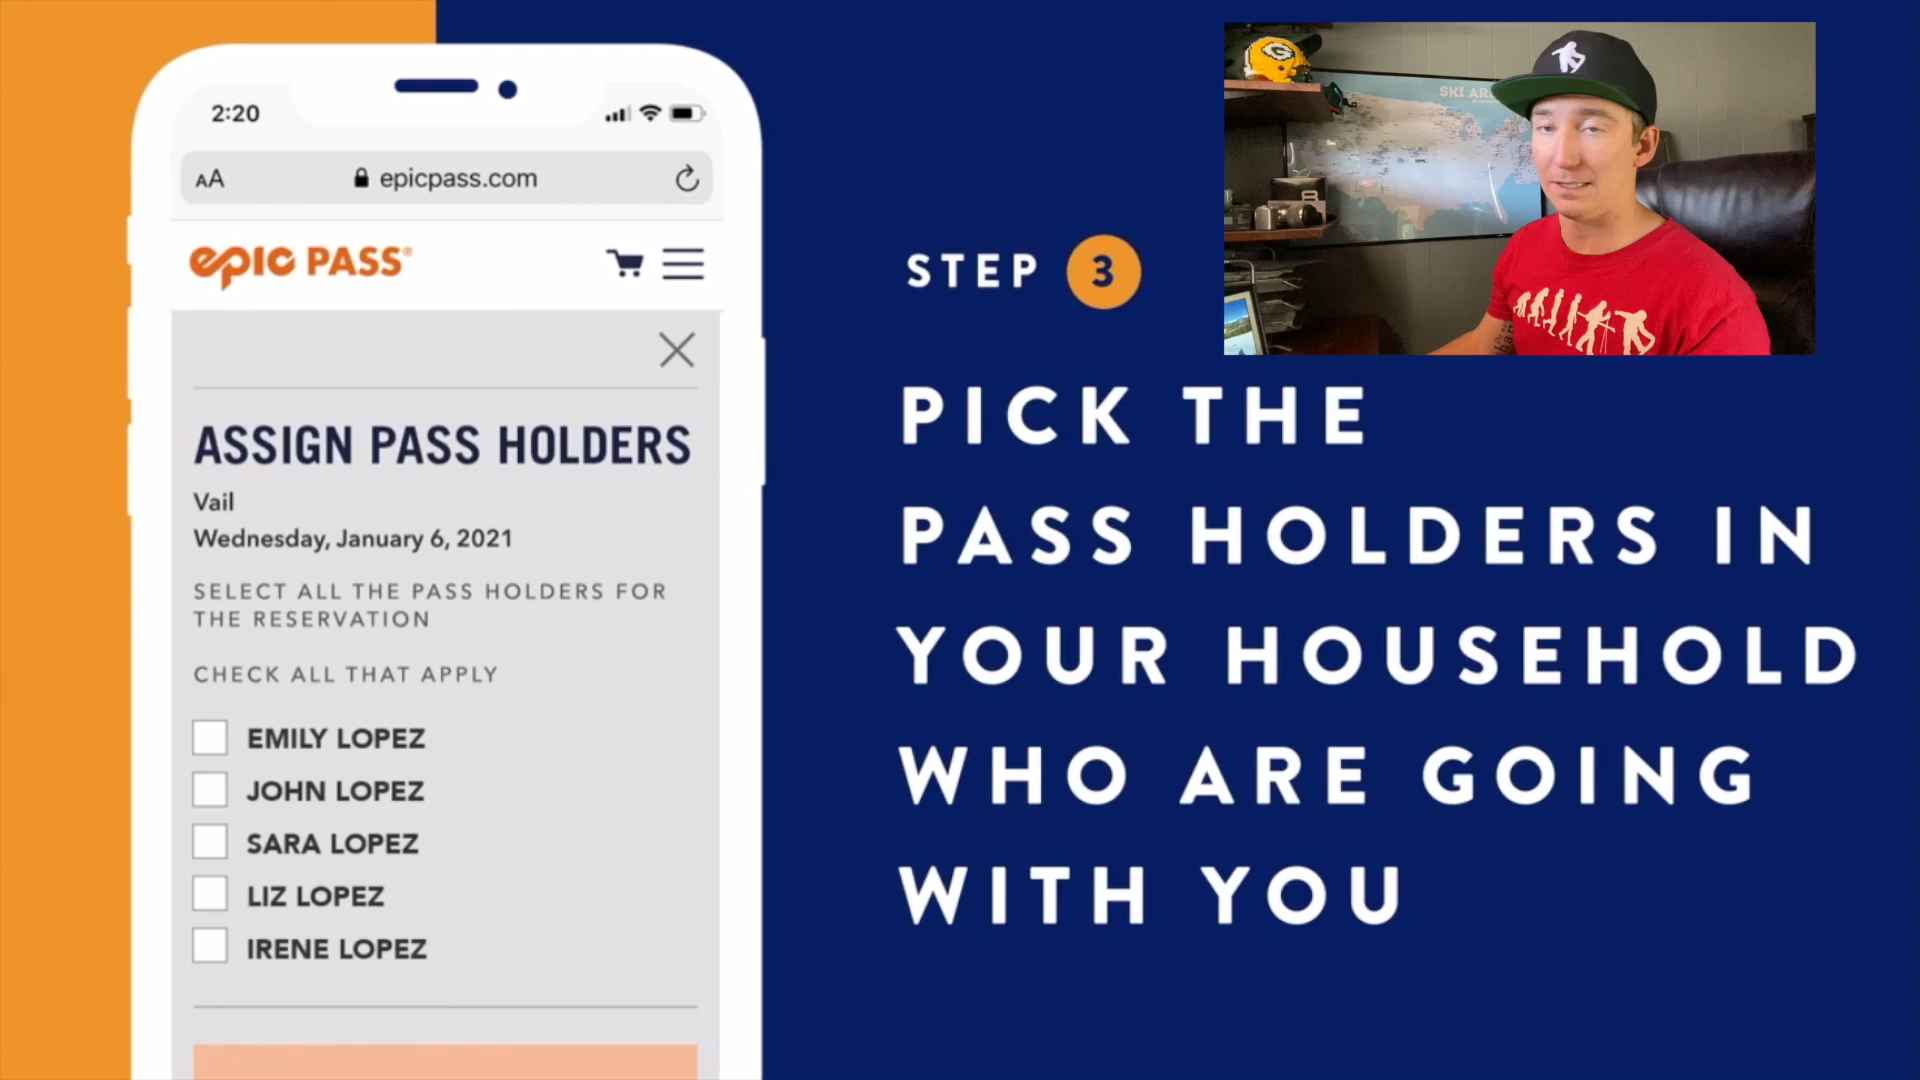 2:20
AA
epicpass.com
epic PASS®
ASSIGN PASS HOLDERS
Vail
Wednesday, January 6, 2021
SELECT ALL THE PASS HOLDERS FOR
THE RESERVATION
CHECK ALL THAT APPLY
EMILY LOPEZ
JOHN LOPEZ
SARA LOPEZ
LIZ LOPEZ
IRENE LOPEZ
STEP 3
PICK THE
PASS HOLDERS IN
YOUR HOUSEHOLD
WHO ARE GOING
WITH YOU
G
SKI